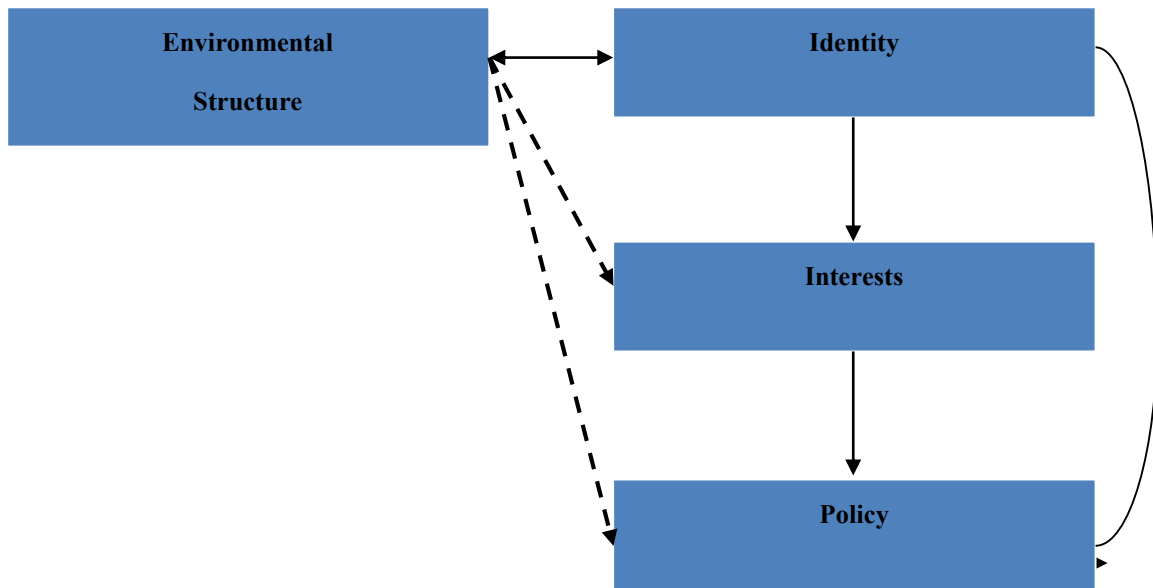 Environmental
Structure
Identity
Interests
Policy